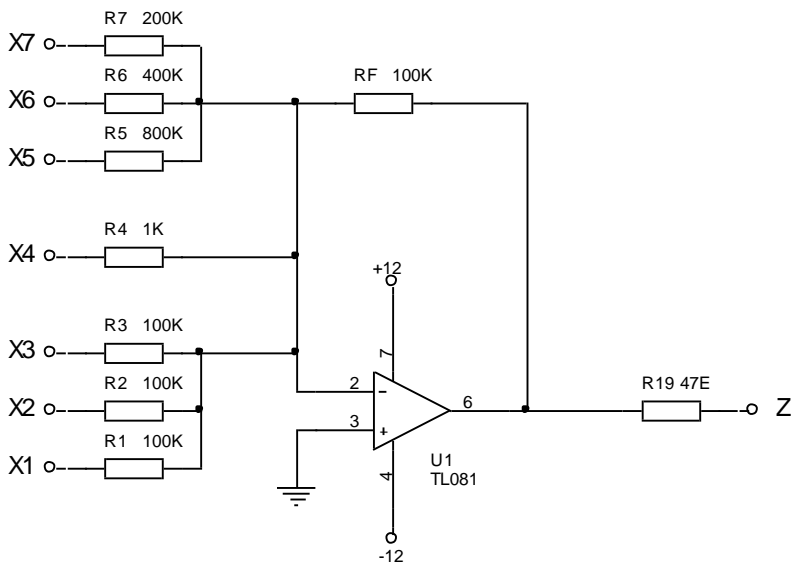 R7 200K
X7
R6 400K
RF 100K
X6
R5 800K
X5
R4 1K
X4
+12
R3 100K
X3
7
R2 100K
2
-
R19 47E
X2
6
Z
3
+
R1 100K
X1
4
U1
TL081
-12